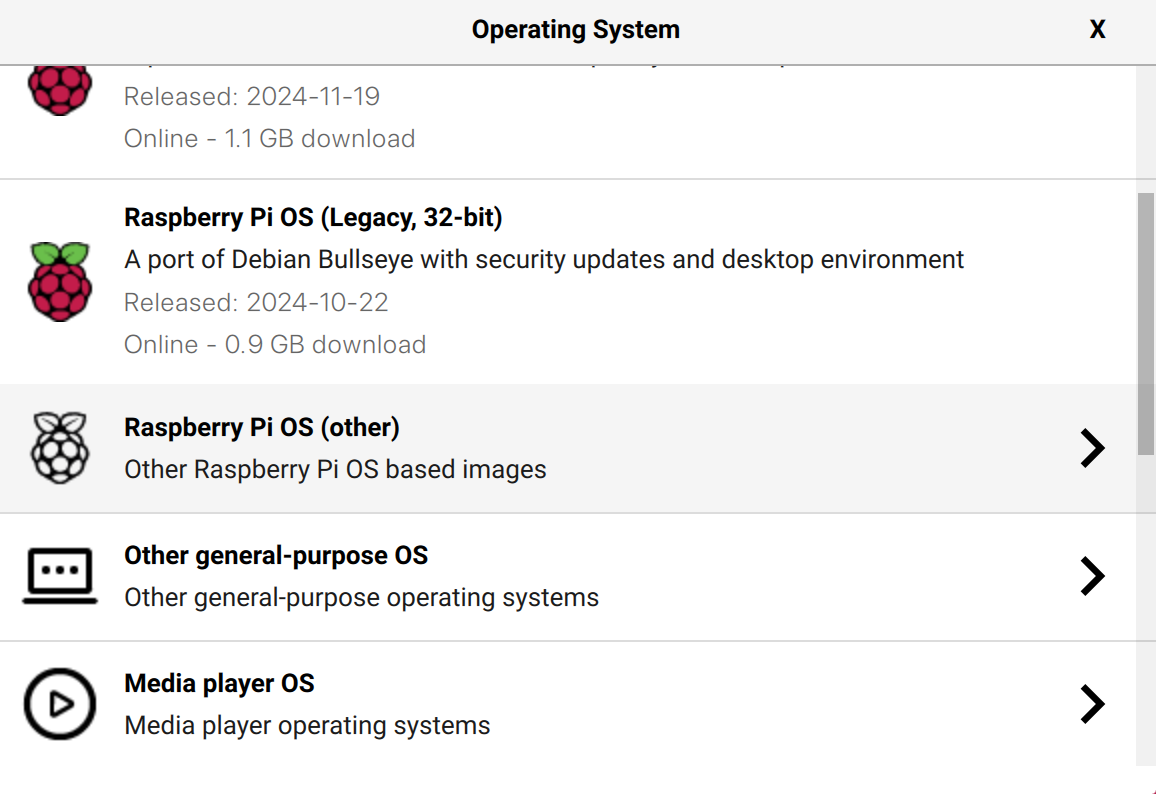 Operating System
X
Released: 2024-11-19
Online - 1.1 GB download
Raspberry Pi OS (Legacy, 32-bit)
A port of Debian Bullseye with security updates and desktop environment
Released: 2024-10-22
Online - 0.9 GB download
Raspberry Pi OS (other)
Other Raspberry Pi OS based images
Other general-purpose OS
Other general-purpose operating systems
Media player OS
Media player operating systems